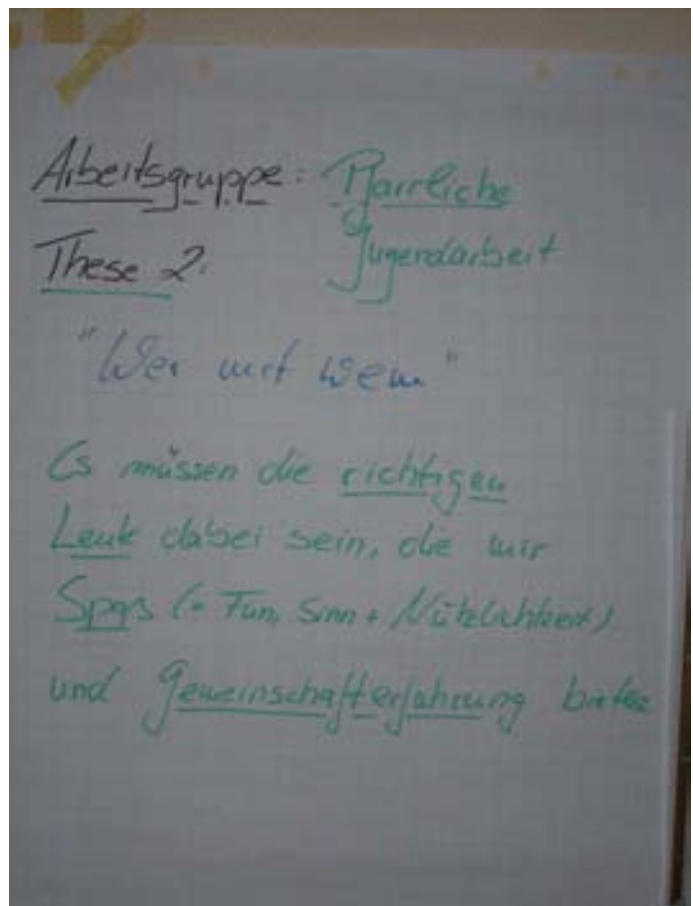 Arbeitsgruppe: Pfarrliche
These 2. Jugendarbeit
"Wer mit wem"
Es müssen die richtigen
Leute dabei sein, die mir
Spass (= Fun, Sinn + Nützlichkeit)
und Gemeinschafterfahrung bieten